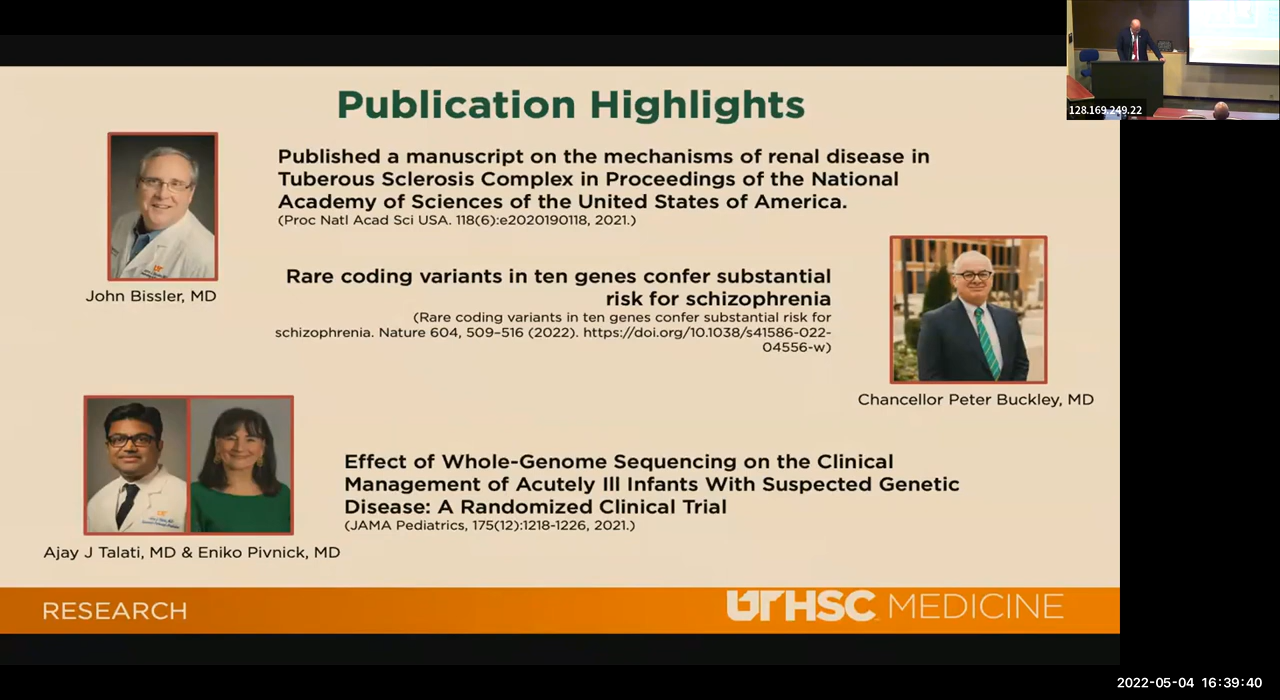 128.169.249.22
Publication Highlights
Published a manuscript on the mechanisms of renal disease in
Tuberous Sclerosis Complex in Proceedings of the National
Academy of Sciences of the United States of America.
(Proc Natl Acad Sci USA. 118(6):e2020190118, 2021.)
John Bissler, MD
Rare coding variants in ten genes confer substantial
risk for schizophrenia
(Rare coding variants in ten genes confer substantial risk for
schizophrenia. Nature 604, 509–516 (2022). https://doi.org/10.1038/s41586-022-
04556-w)
Chancellor Peter Buckley, MD
Effect of Whole-Genome Sequencing on the Clinical
Management of Acutely Ill Infants With Suspected Genetic
Disease: A Randomized Clinical Trial
(JAMA Pediatrics, 175(12):1218-1226, 2021.)
Ajay J Talati, MD & Eniko Pivnick, MD
RESEARCH
UTHSC MEDICINE
2022-05-04 16:39:40